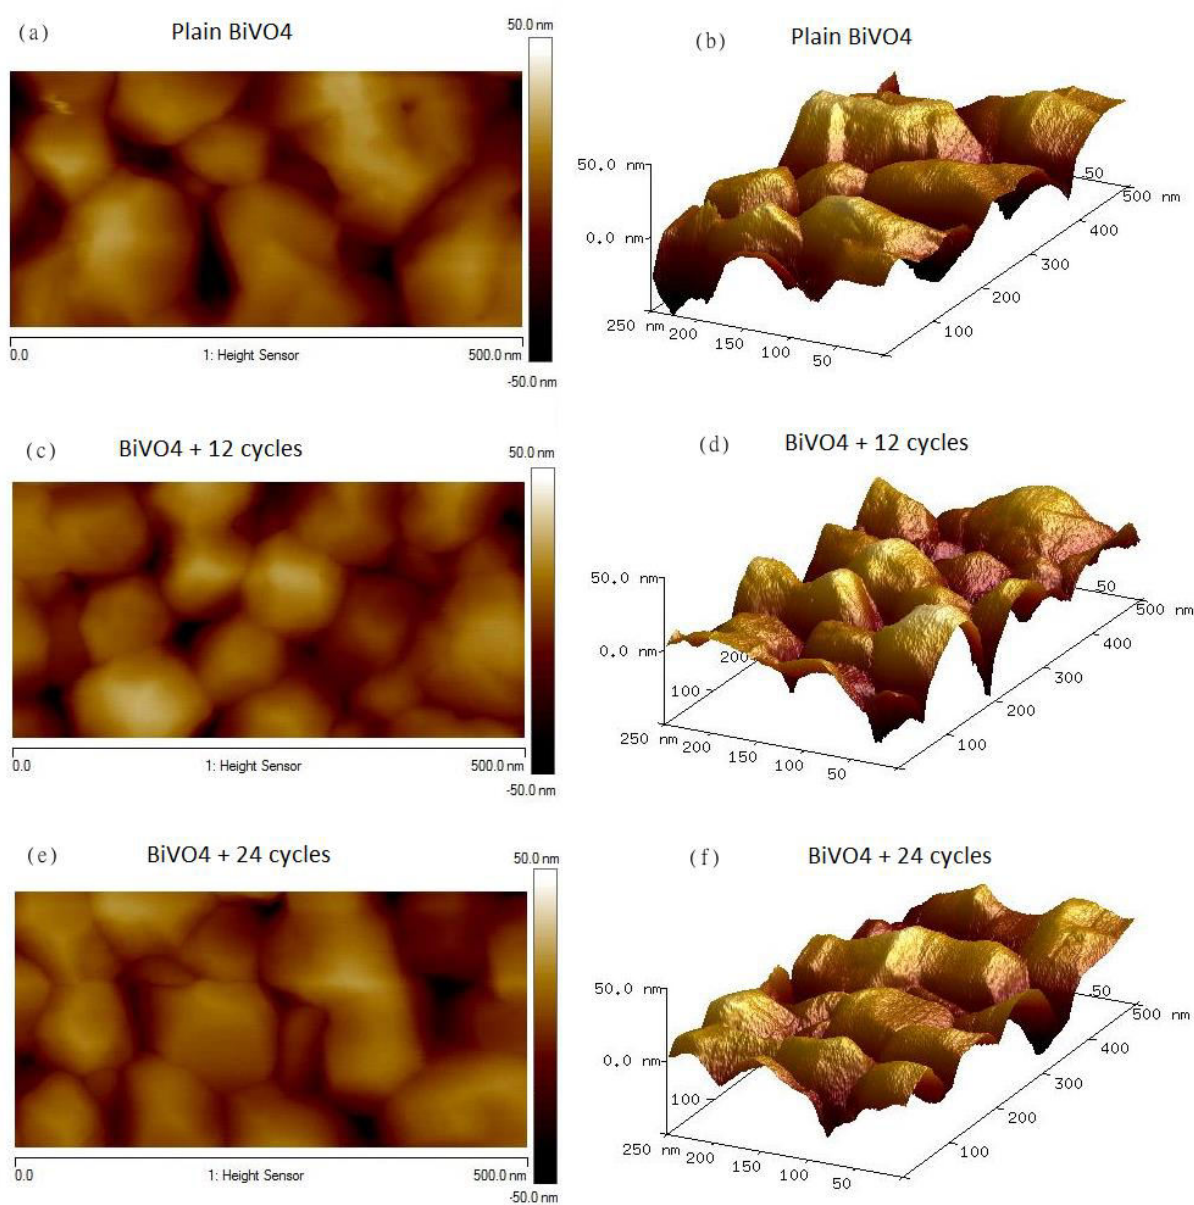 (a) Plain BiVO4
50.0 nm
0.0 1: Height Sensor 500.0 nm
-50.0 nm
(b) Plain BiVO4
50.0 nm
0.0 nm
250 nm 200 150 100 50
100 200 300 400 500 nm
50
(c) BiVO4 + 12 cycles
50.0 nm
0.0 1: Height Sensor 500.0 nm
-50.0 nm
(d) BiVO4 + 12 cycles
50.0 nm
0.0 nm
200
100
250 nm 200 150 100 50
100 200 300 400 500 nm
50
(e) BiVO4 + 24 cycles
50.0 nm
0.0 1: Height Sensor 500.0 nm
-50.0 nm
(f) BiVO4 + 24 cycles
50.0 nm
0.0 nm
100
250 nm 200 150 100 50
100 200 300 400 500 nm
50